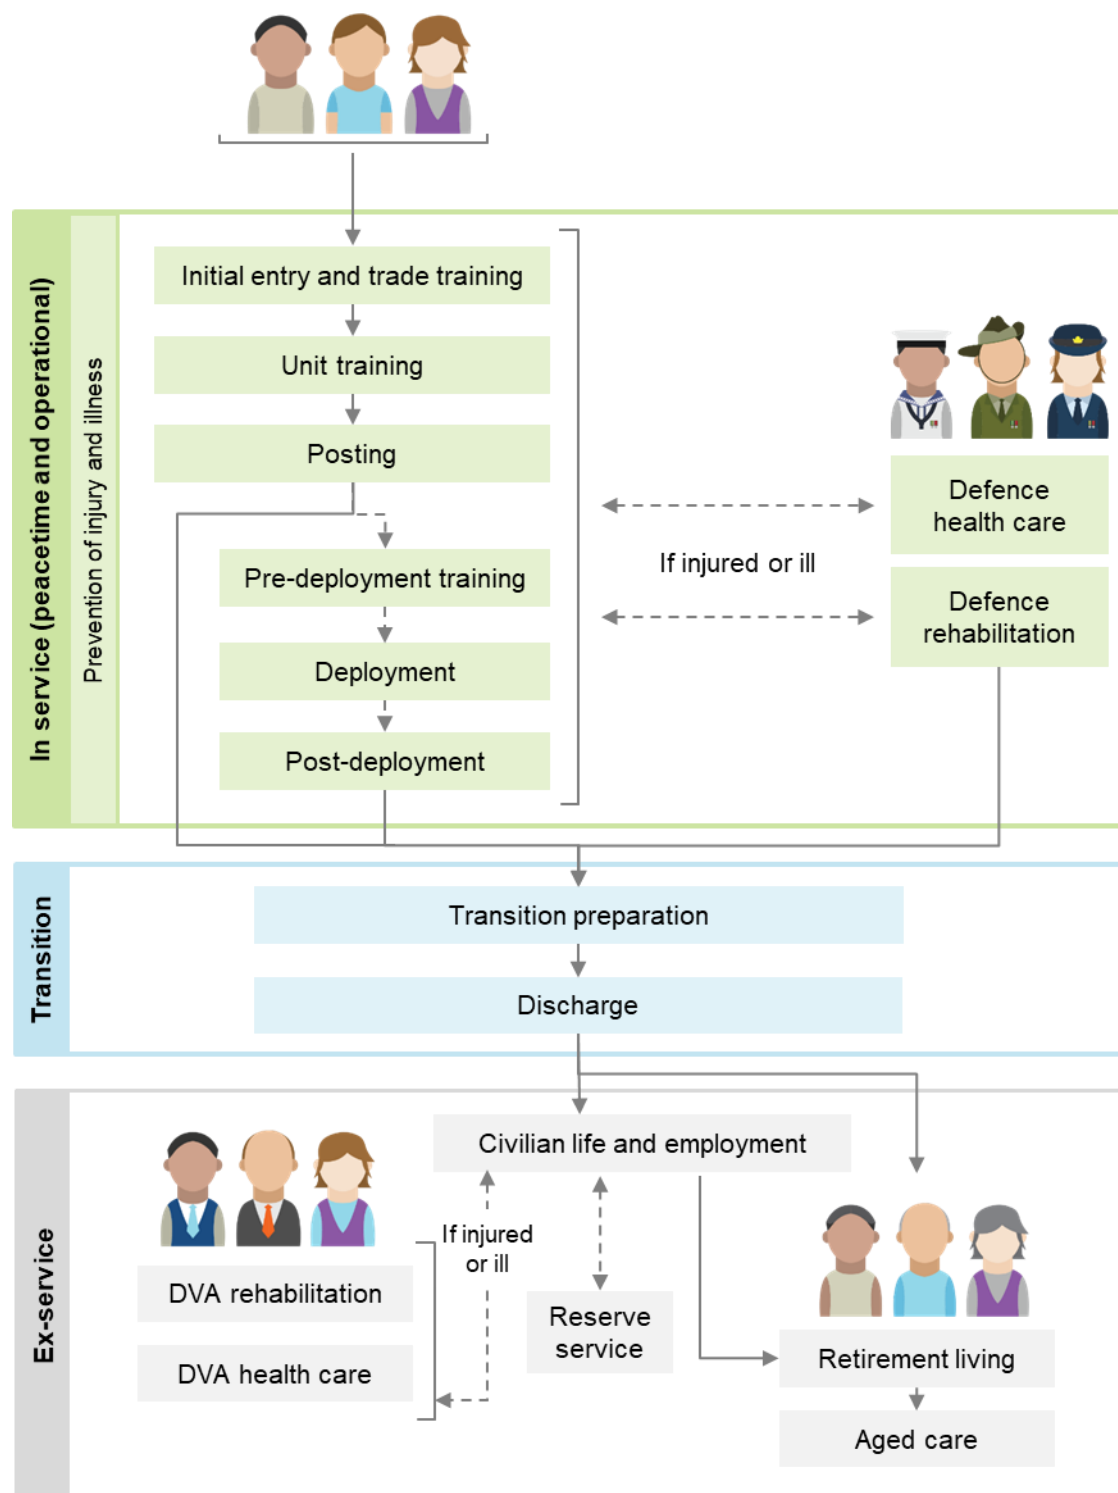 In service (peacetime and operational)
Prevention of injury and illness
Initial entry and trade training
Unit training
Posting
Pre-deployment training
Deployment
Post-deployment
If injured or ill
Defence
health care
Defence
rehabilitation
Transition
Transition preparation
Discharge
Ex-service
Civilian life and employment
If injured
or ill
DVA rehabilitation
DVA health care
Reserve
service
Retirement living
Aged care